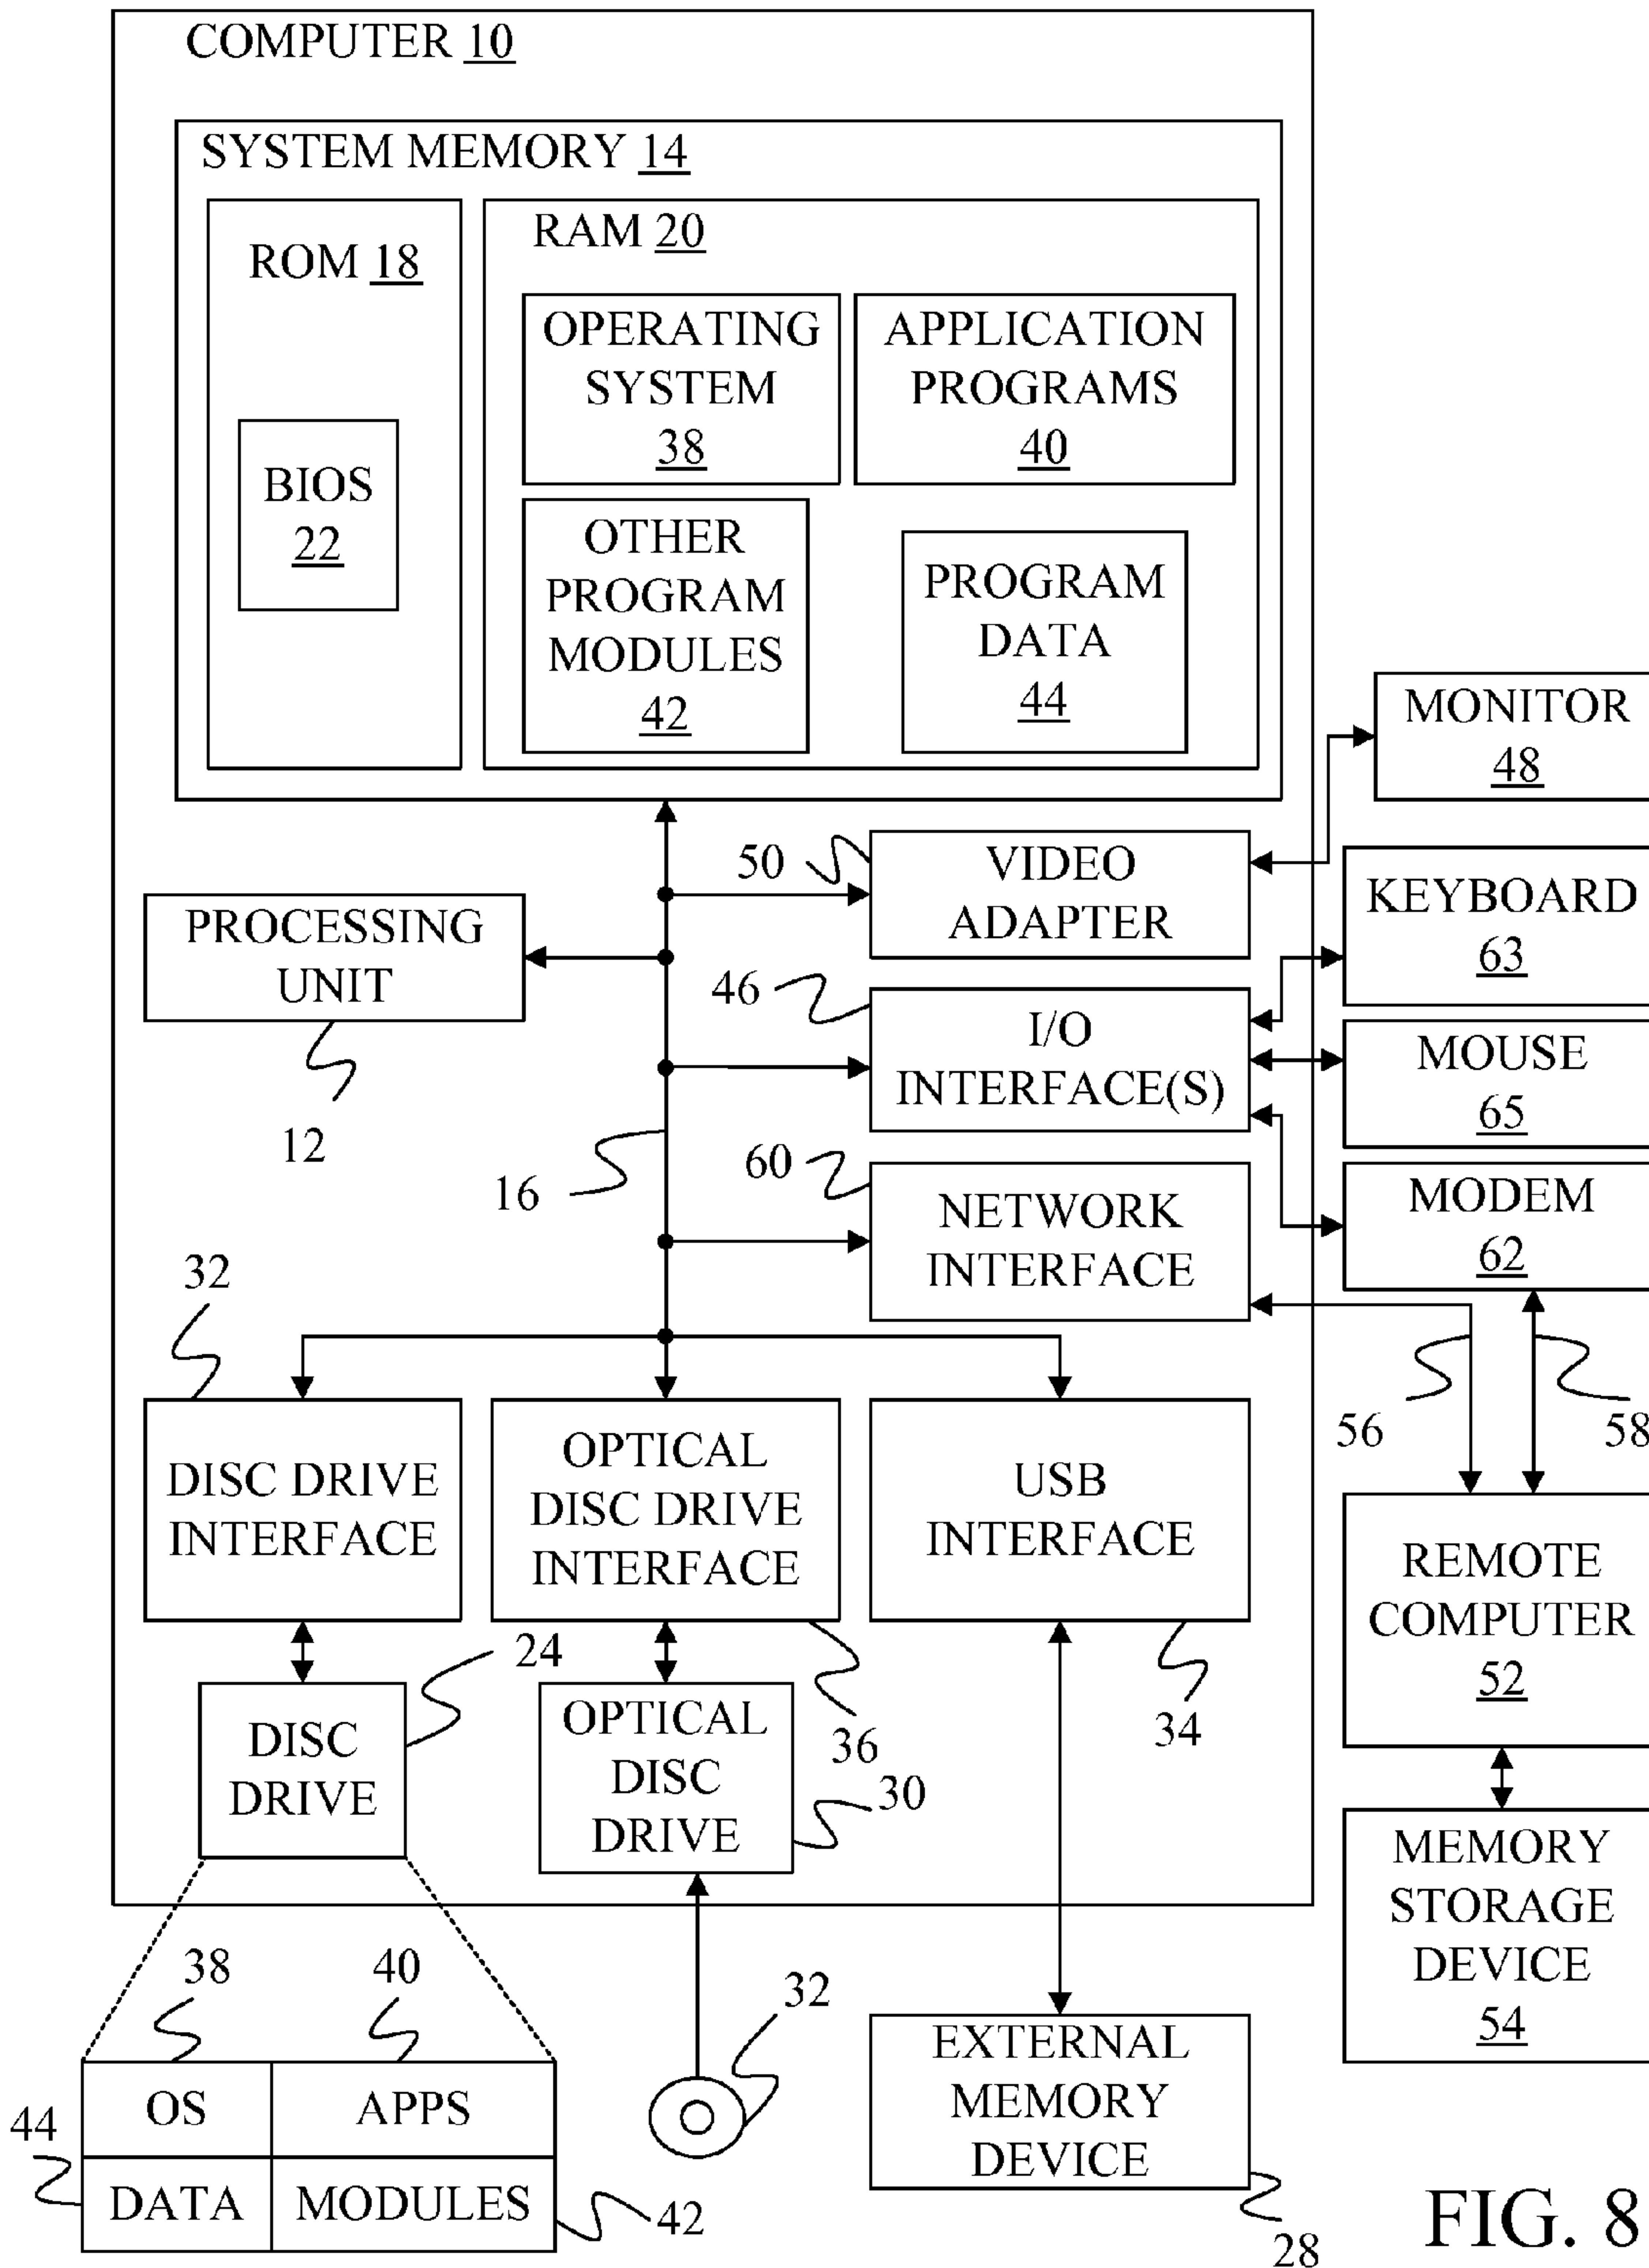 COMPUTER 10
SYSTEM MEMORY 14
ROM 18
BIOS
22
RAM 20
OPERATING
SYSTEM
38
APPLICATION
PROGRAMS
40
OTHER
PROGRAM
MODULES
42
PROGRAM
DATA
44
MONITOR
48
50
VIDEO
ADAPTER
KEYBOARD
63
PROCESSING
UNIT
12
46
I/O
INTERFACE(S)
MOUSE
65
16
60
NETWORK
INTERFACE
MODEM
62
32
56
58
DISC DRIVE
INTERFACE
OPTICAL
DISC DRIVE
INTERFACE
USB
INTERFACE
REMOTE
COMPUTER
52
24
36
34
DISC
DRIVE
OPTICAL
DISC
DRIVE
30
MEMORY
STORAGE
DEVICE
54
38
40
32
EXTERNAL
MEMORY
DEVICE
28
OS
APPS
44
DATA
MODULES
42
FIG. 8